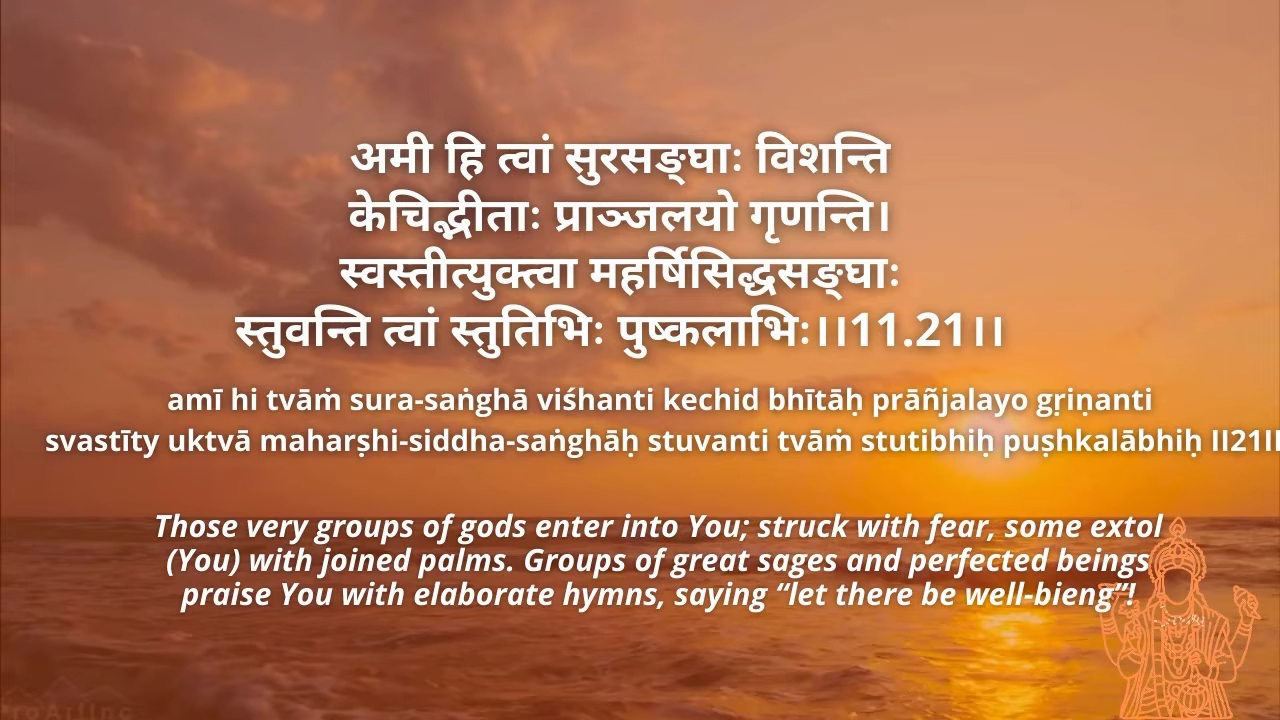 अमी हि त्वां सुरसङ्घाः विशन्ति
केचिद्भीताः प्राञ्जलयो गृणन्ति।
स्वस्तीत्युक्त्वा महर्षिसिद्धसङ्घाः
स्तुवन्ति त्वां स्तुतिभिः पुष्कलाभिः।।11.21।।
amī hi tvāṁ sura-saṅghā viśhanti kechid bhītāḥ prāñjalayo gṛiṇanti
svastīty uktvā maharṣhi-siddha-saṅghāḥ stuvanti tvāṁ stutibhiḥ puṣhkalābhiḥ II21II
Those very groups of gods enter into You; struck with fear, some extol
(You) with joined palms. Groups of great sages and perfected beings
praise You with elaborate hymns, saying “let there be well-bieng”!